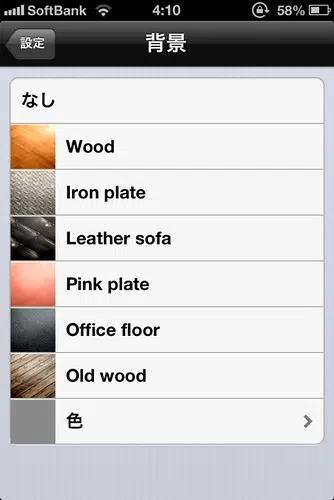 SoftBank 4:10 58%
設定 背景
なし
Wood
Iron plate
Leather sofa
Pink plate
Office floor
Old wood
色